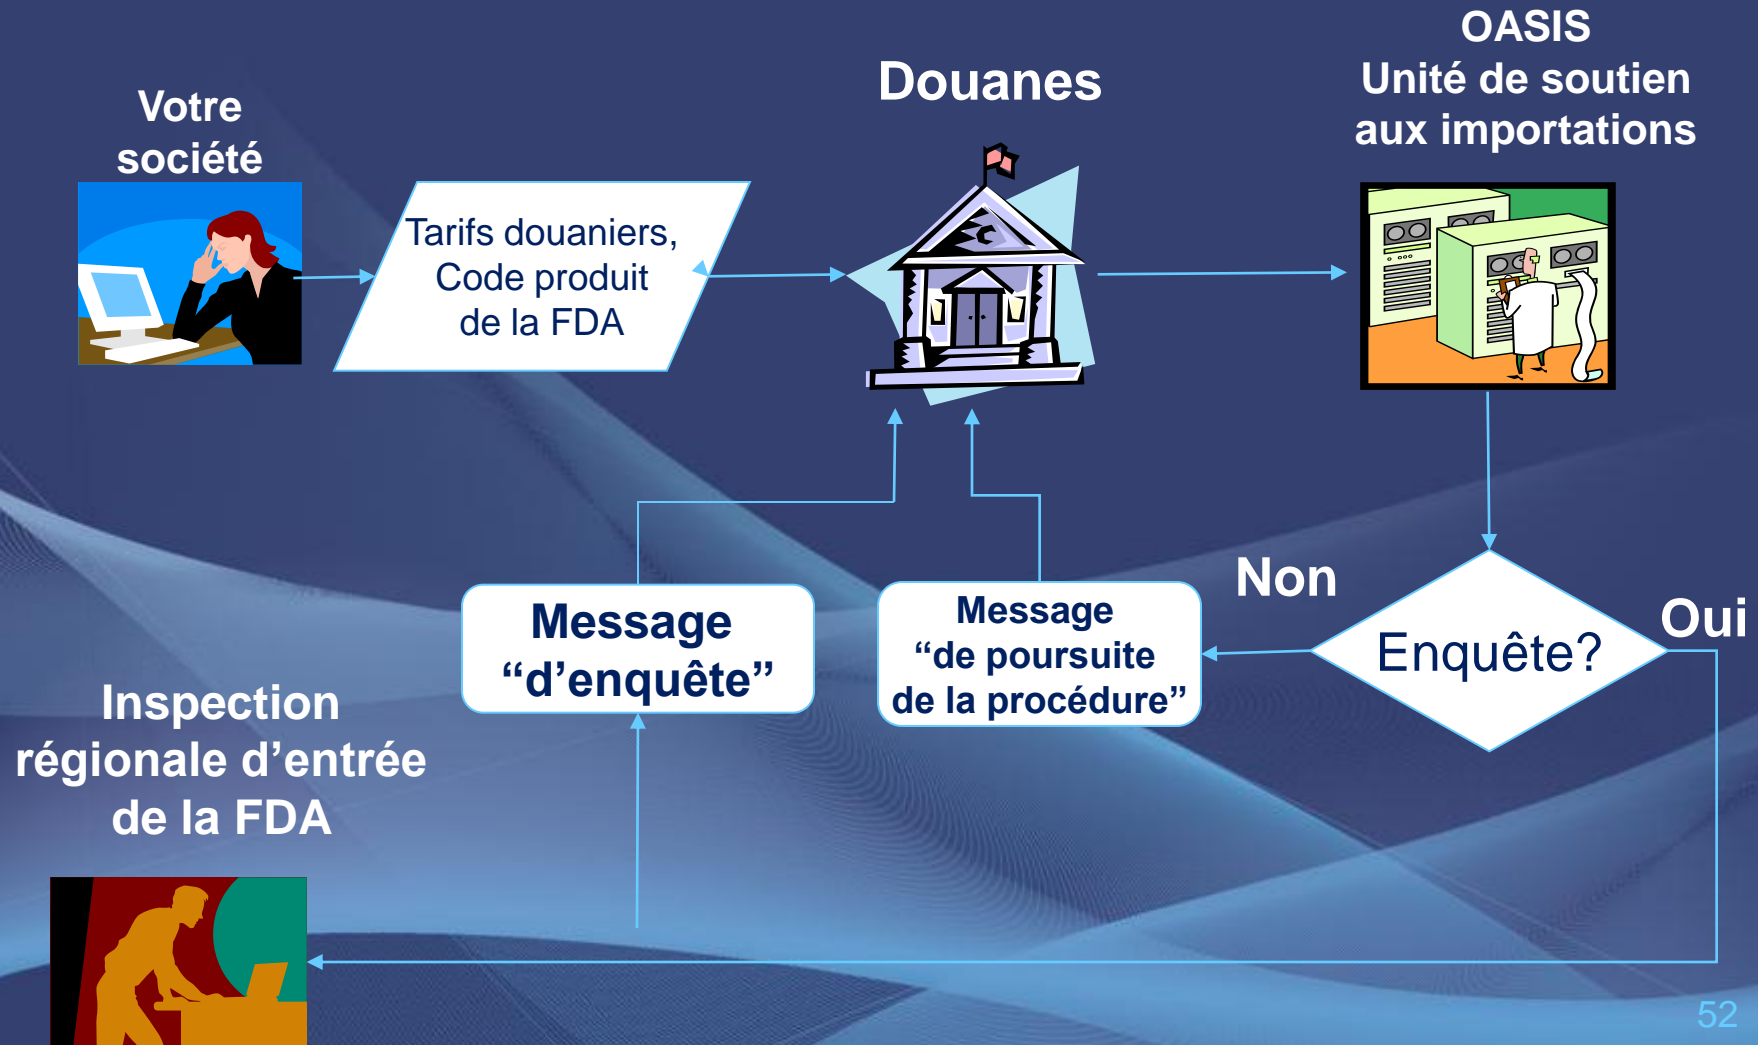 Votre
société
Tarifs douaniers,
Code produit
de la FDA
Douanes
OASIS
Unité de soutien
aux importations
Enquête?
Non
Oui
Message
“de poursuite
de la procédure”
Message
“d’enquête”
Inspection
régionale d’entrée
de la FDA
52